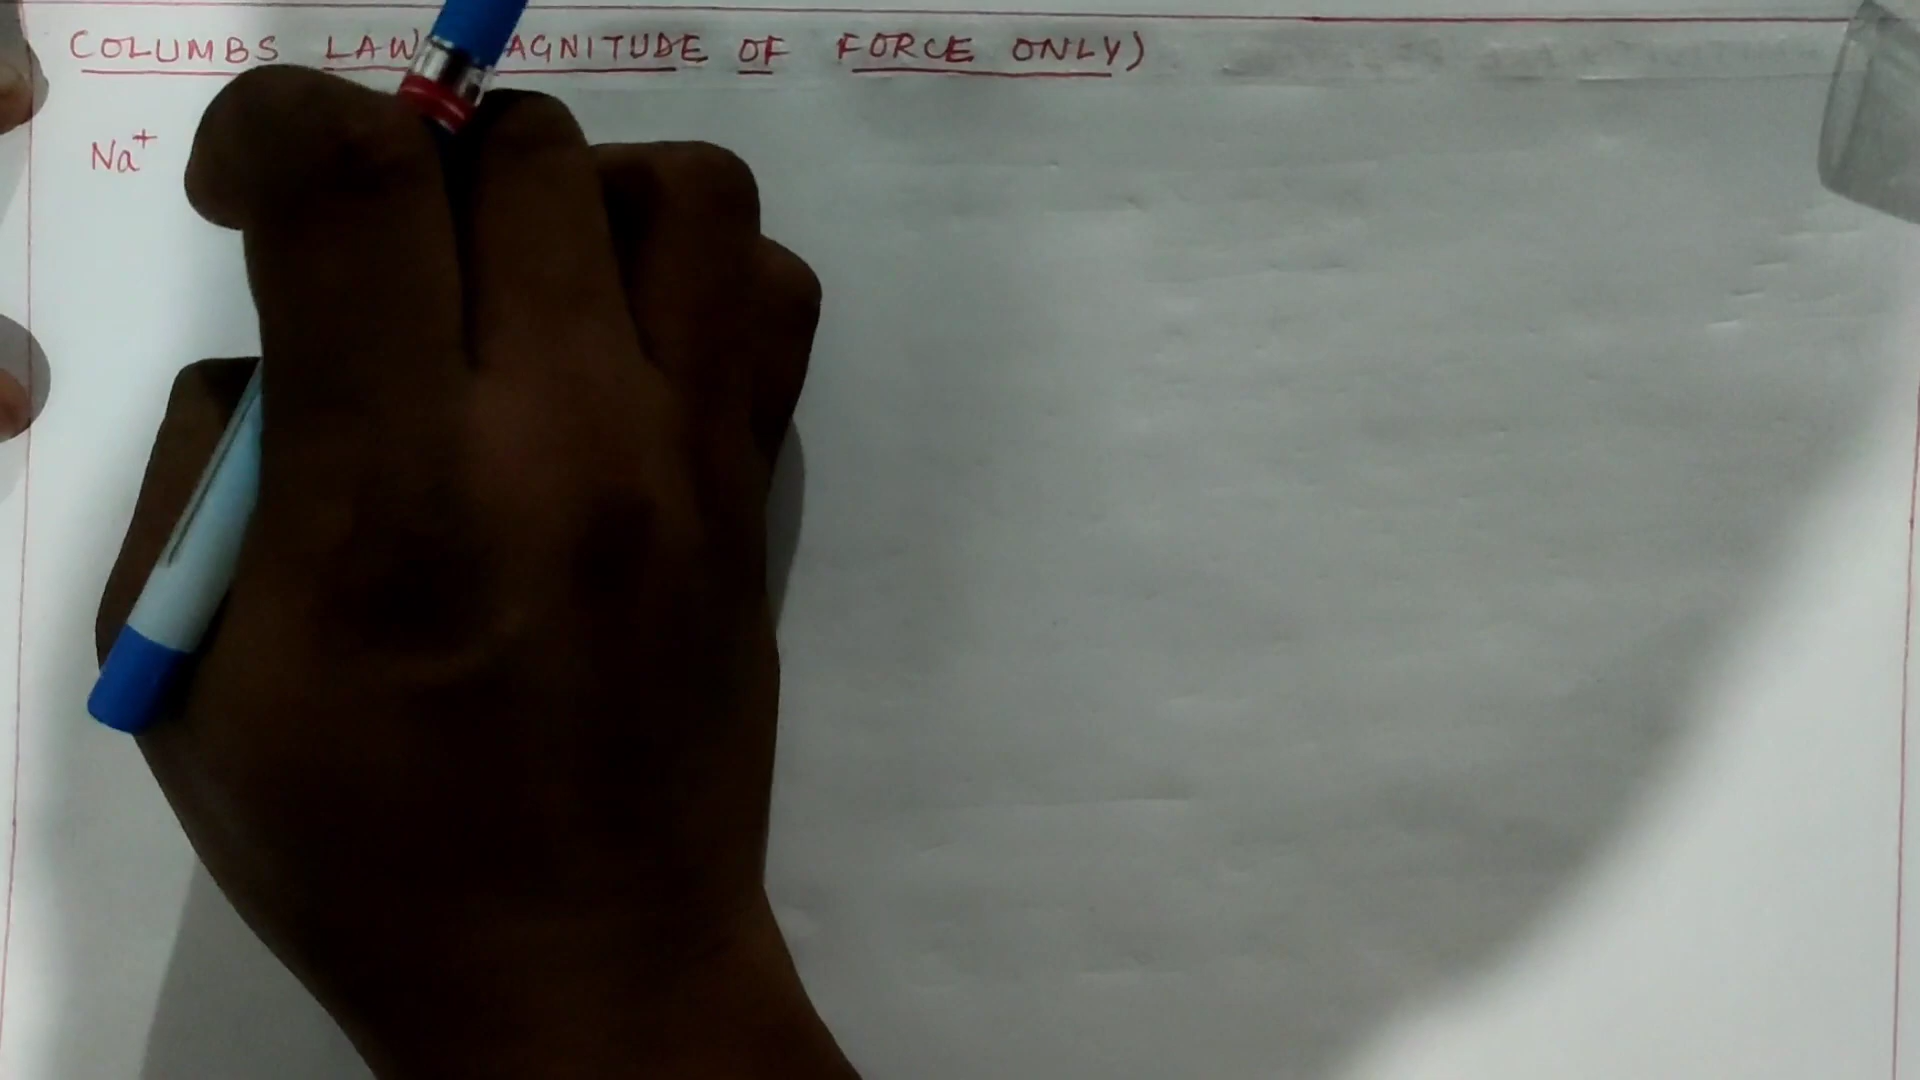 COLUMBS LAW AGNITUDE OF FORCE ONLY)
Na⁺